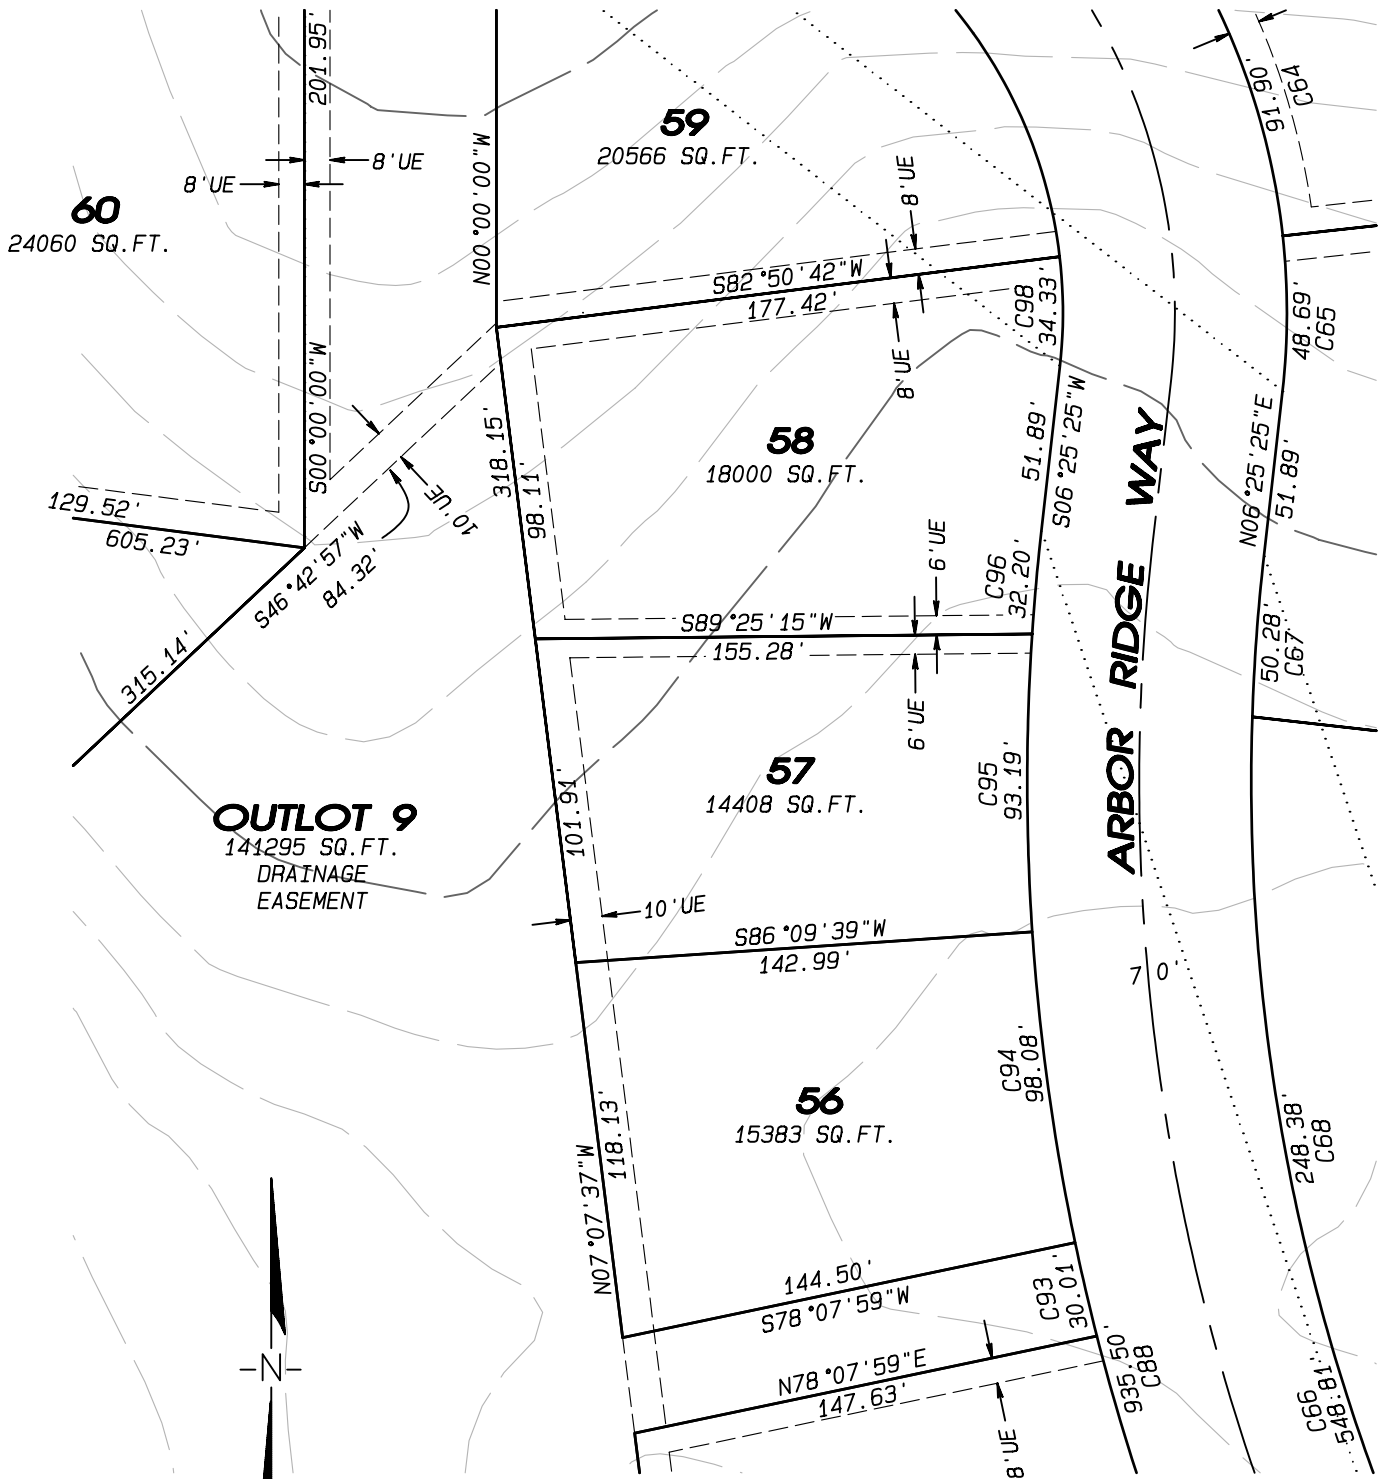 201.95'
59
20566 SQ.FT.
91.90'
C64
8'UE
8'UE
8'UE
60
24060 SQ.FT.
N00°00'00"W
S82°50'42"W
177.42'
8'UE
C98
34.33'
48.69'
C65
S00°00'00"W
318.15'
98.11'
58
18000 SQ.FT.
51.89'
S06°25'25"W
ARBOR RIDGE WAY
N06°25'25"E
51.89'
129.52'
605.23'
10'UE
S46°42'57"W
84.32'
6'UE
C96
32.20'
S89°25'15"W
155.28'
6'UE
315.14'
50.28'
C67
57
14408 SQ.FT.
C95
93.19'
OUTLOT 9
141295 SQ.FT.
DRAINAGE
EASEMENT
101.91'
10'UE
S86°09'39"W
142.99'
70'
C94
98.08'
56
15383 SQ.FT.
N07°07'37"W
118.13'
248.38'
C68
144.50'
S78°07'59"W
C93
30.01'
N78°07'59"E
147.63'
935.50'
C88
C66
548.81'
8'UE
-N-